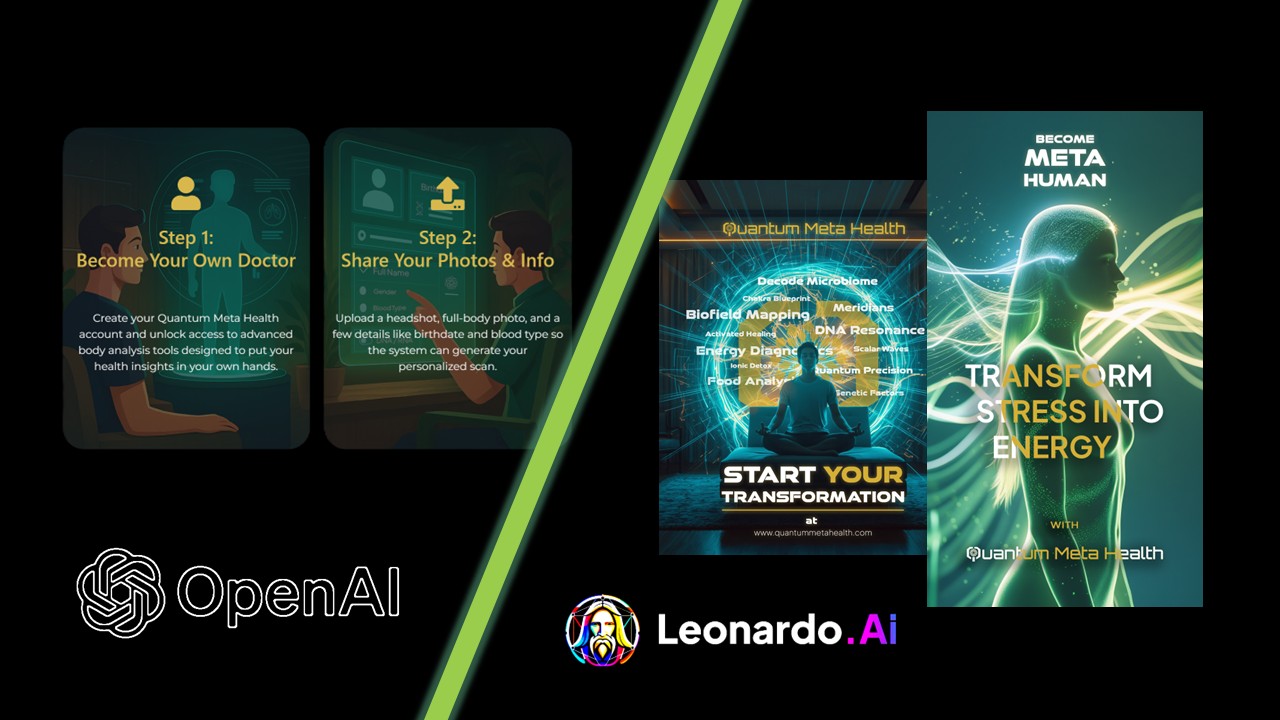 Step 1:
Become Your Own Doctor
Create your Quantum Meta Health
account and unlock access to advanced
body analysis tools designed to put your
health insights in your own hands.
Step 2:
Share Your Photos & Info
Upload a headshot, full-body photo, and a
few details like birthdate and blood type so
the system can generate your
personalized scan.
Full Name
Gender
OpenAI
Quantum Meta Health
Decode Microbiome
Chakra Blueprint
Meridians
Biofield Mapping
DNA Resonance
Activated Healing
Energy Diagnostics
Scalar Waves
Ionic Detox
Quantum Precision
Food Analys
Genetic Factors
START YOUR
TRANSFORMATION
at
www.quantummetahealth.com
BECOME
META
HUMAN
TRANSFORM
STRESS INTO
ENERGY
WITH
Quantum Meta Health
Leonardo.Ai